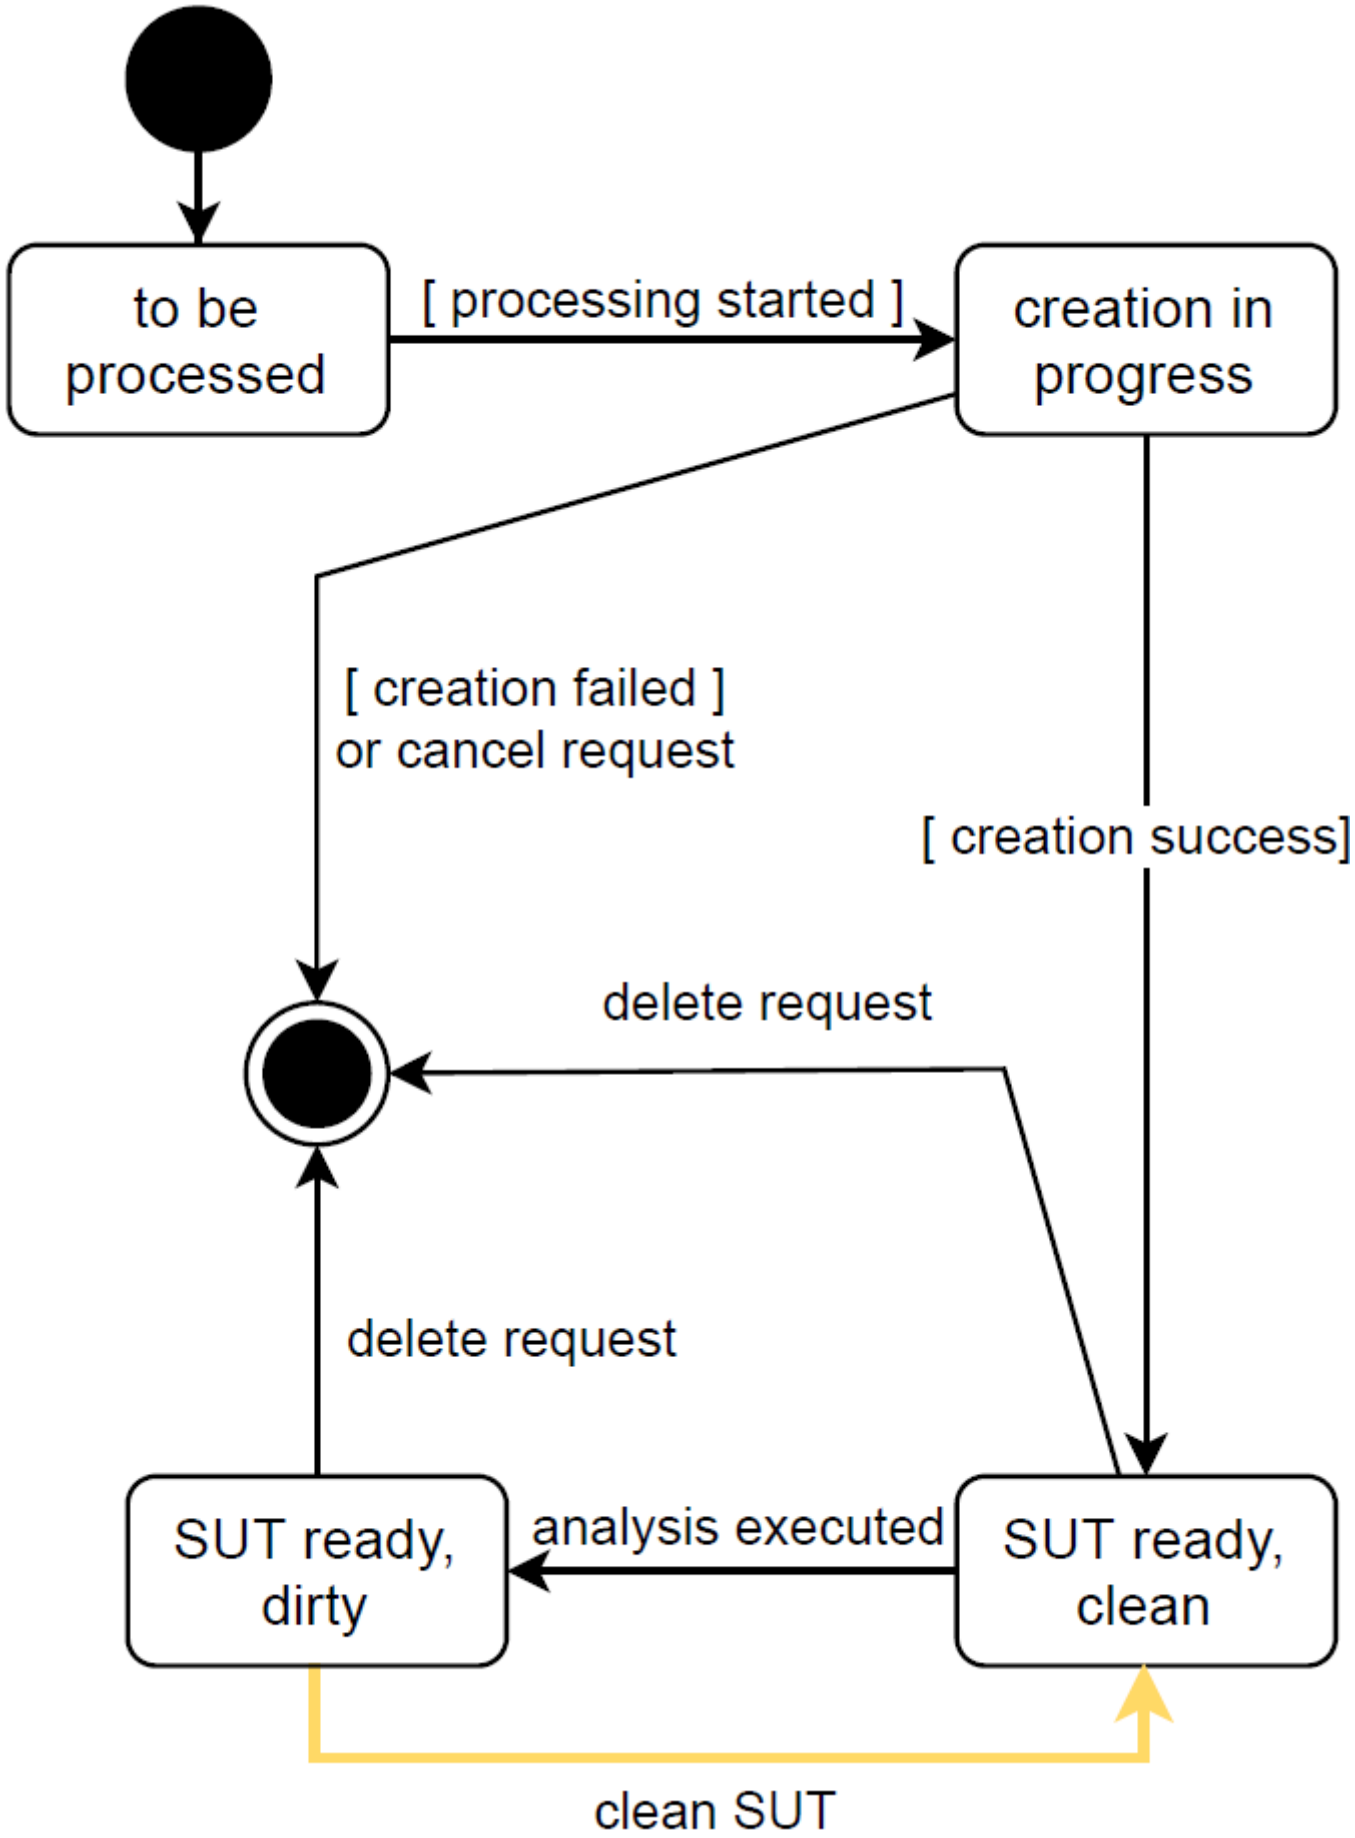 to be
processed
[ processing started ]
creation in
progress
[ creation failed ]
or cancel request
[ creation success]
delete request
delete request
SUT ready,
dirty
analysis executed
SUT ready,
clean
clean SUT